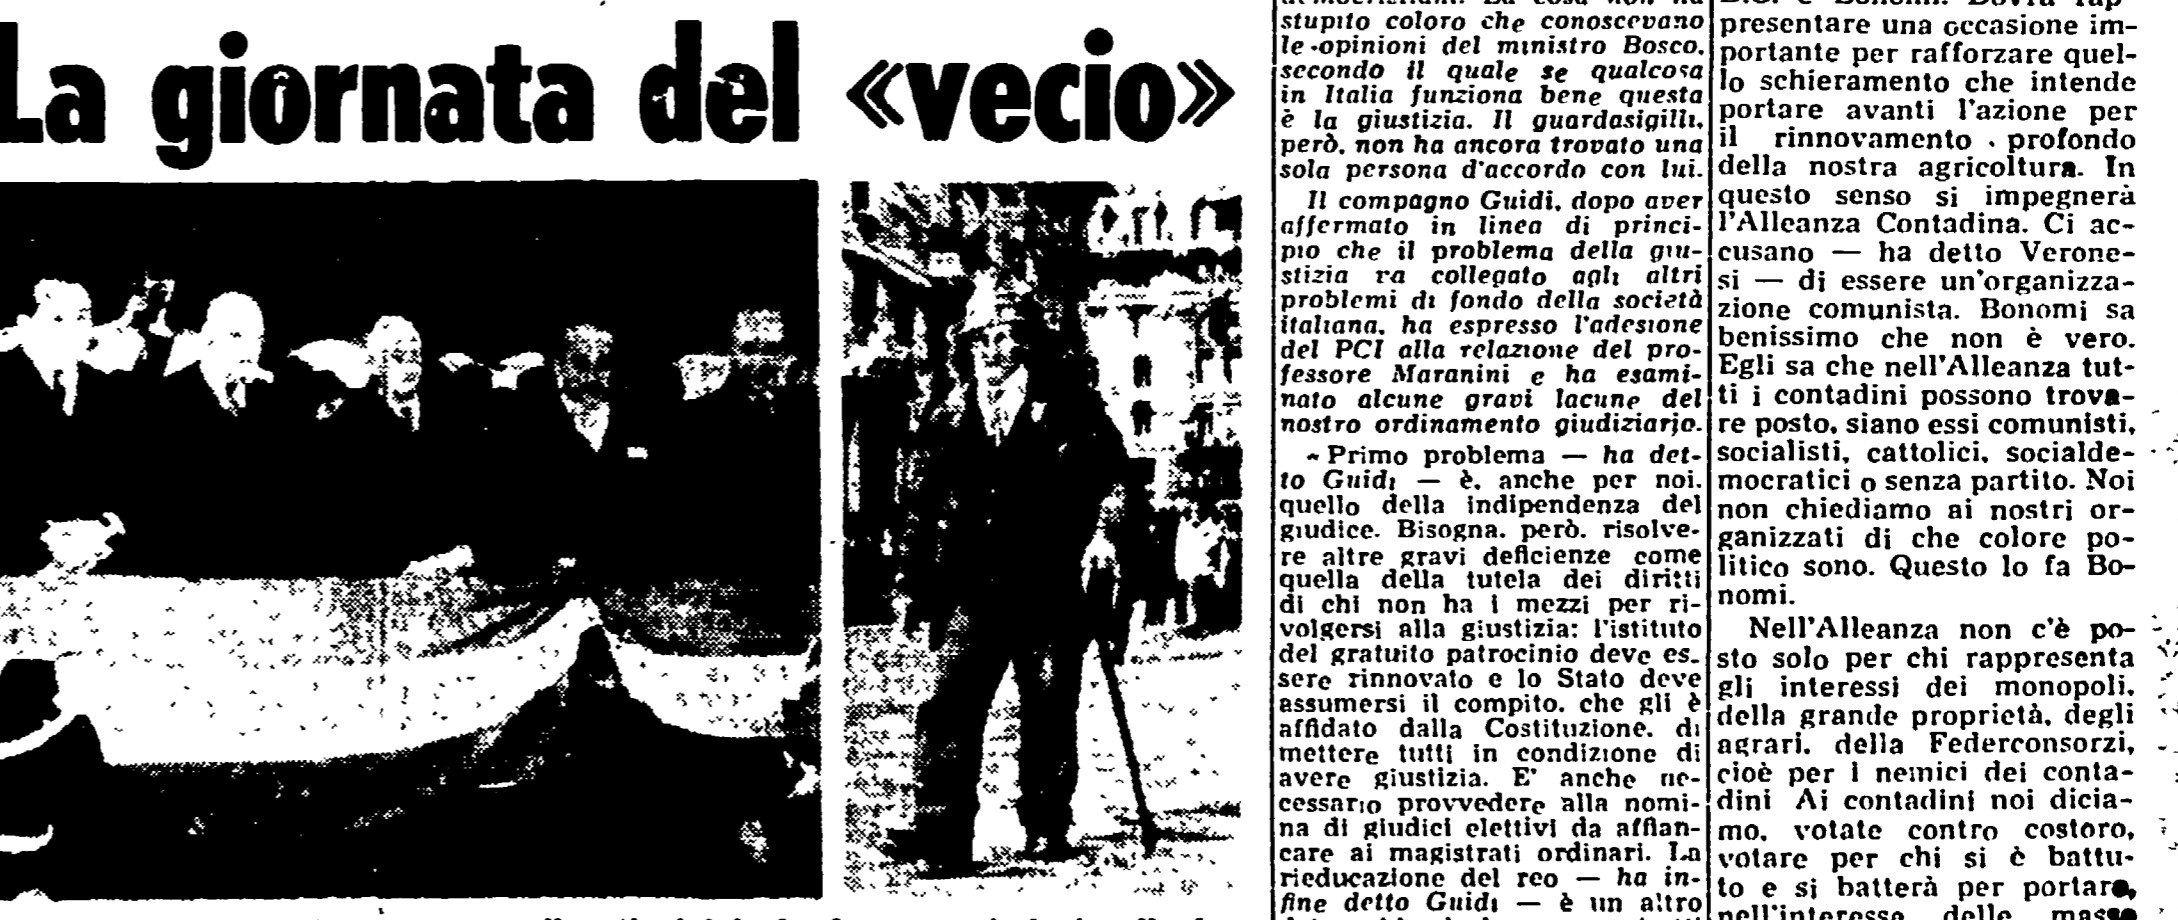 La giornata del «vecio»
stupito coloro che conoscevano
le opinioni del ministro Bosco,
secondo il quale se qualcosa
in Italia funziona bene questa
è la giustizia. Il guardasigilli,
però, non ha ancora trovato una
sola persona d'accordo con lui.
Il compagno Guidi, dopo aver
affermato in linea di princi-
pio che il problema della giu-
stizia va collegato agli altri
problemi di fondo della società
italiana, ha espresso l'adesione
del PCI alla relazione del pro-
fessore Maranini e ha esami-
nato alcune gravi lacune del
nostro ordinamento giudiziario.
« Primo problema — ha det-
to Guidi — è, anche per noi,
quello della indipendenza del
giudice. Bisogna, però, risolve-
re altre gravi deficienze come
quella della tutela dei diritti
di chi non ha i mezzi per ri-
volgersi alla giustizia: l'istituto
del gratuito patrocinio deve es-
sere rinnovato e lo Stato deve
assumersi il compito, che gli è
affidato dalla Costituzione, di
mettere tutti in condizione di
avere giustizia. E' anche ne-
cessario provvedere alla nomi-
na di giudici elettivi da affian-
care ai magistrati ordinari. La
rieducazione del reo — ha in-
fine detto Guidi — è un altro
presentare una occasione im-
portante per rafforzare quel-
lo schieramento che intende
portare avanti l'azione per
il rinnovamento profondo
della nostra agricoltura. In
questo senso si impegnerà
l'Alleanza Contadina. Ci ac-
cusano — ha detto Verone-
si — di essere un'organizza-
zione comunista. Bonomi sa
benissimo che non è vero.
Egli sa che nell'Alleanza tut-
ti i contadini possono trova-
re posto, siano essi comunisti,
socialisti, cattolici, socialde-
mocratici o senza partito. Noi
non chiediamo ai nostri or-
ganizzati di che colore po-
litico sono. Questo lo fa Bo-
nomi.
Nell'Alleanza non c'è po-
sto solo per chi rappresenta
gli interessi dei monopoli,
della grande proprietà, degli
agrari, della Federconsorzi,
cioè per i nemici dei conta-
dini Ai contadini noi dicia-
mo, votate contro costoro,
votare per chi si è battu-
to e si batterà per portare,
nell'interesse delle masse